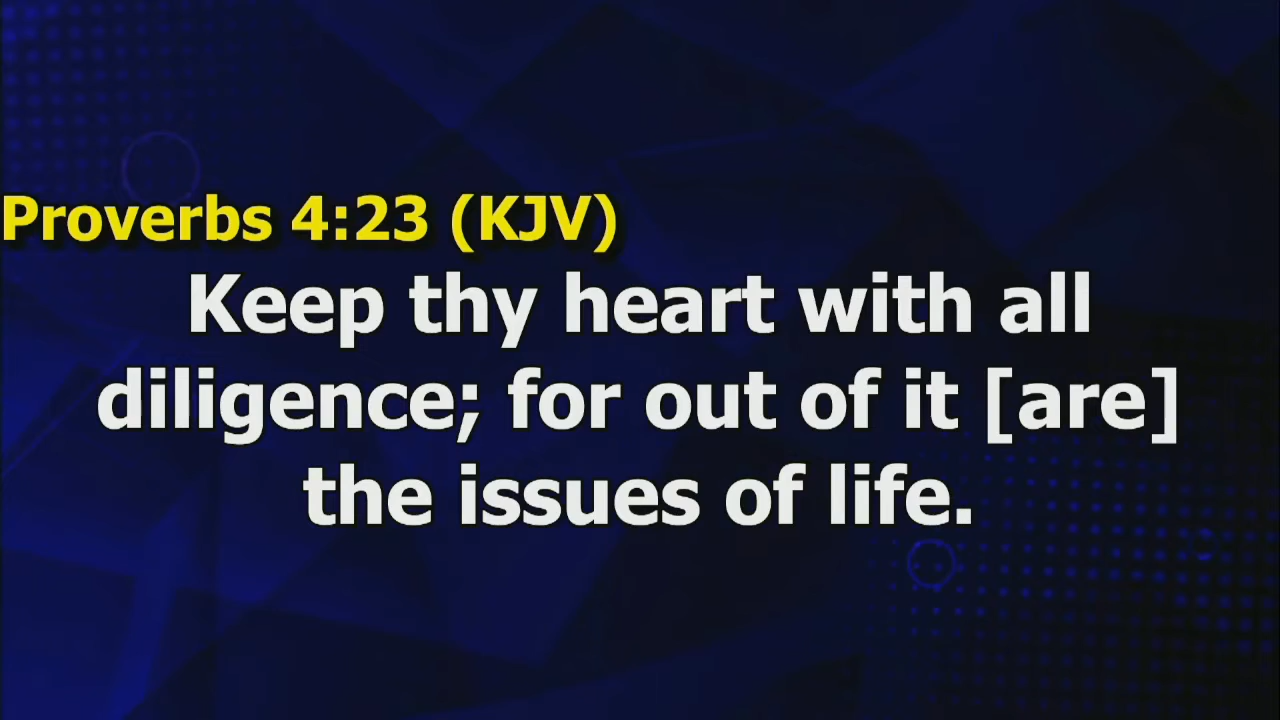 Proverbs 4:23 (KJV)
Keep thy heart with all
diligence; for out of it [are]
the issues of life.